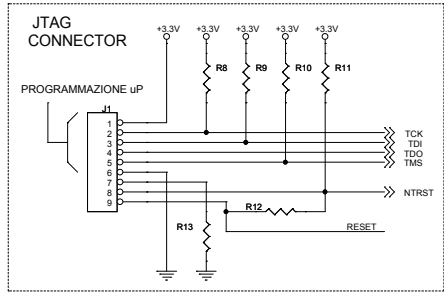 JTAG
CONNECTOR
+3.3V +3.3V +3.3V +3.3V +3.3V
R8 R9 R10 R11
PROGRAMMAZIONE uP
J1
1
2
3
4
5
6
7
8
9
TCK
TDI
TDO
TMS
NTRST
R12
R13
RESET